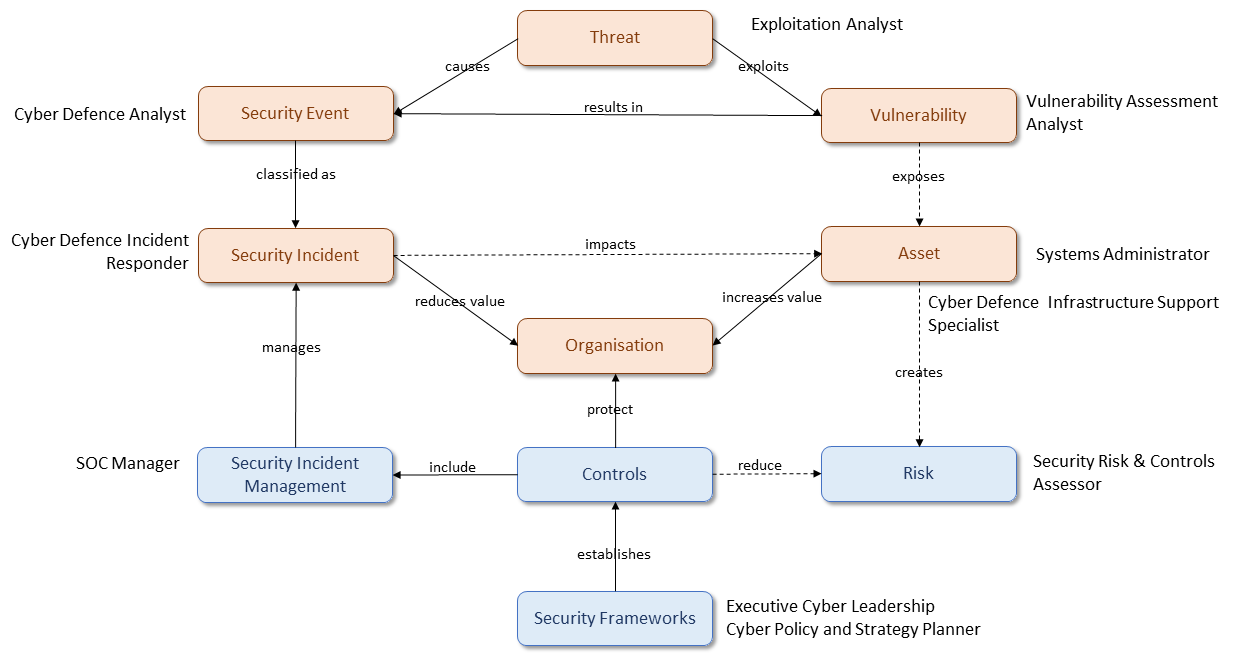 Threat
Exploitation Analyst
causes
exploits
Cyber Defence Analyst
Security Event
results in
Vulnerability
Vulnerability Assessment
Analyst
classified as
exposes
Cyber Defence Incident
Responder
Security Incident
impacts
Asset
Systems Administrator
reduces value
increases value
Cyber Defence  Infrastructure Support
Specialist
Organisation
manages
creates
protect
SOC Manager
Security Incident
Management
include
Controls
reduce
Risk
Security Risk & Controls
Assessor
establishes
Security Frameworks
Executive Cyber Leadership
Cyber Policy and Strategy Planner